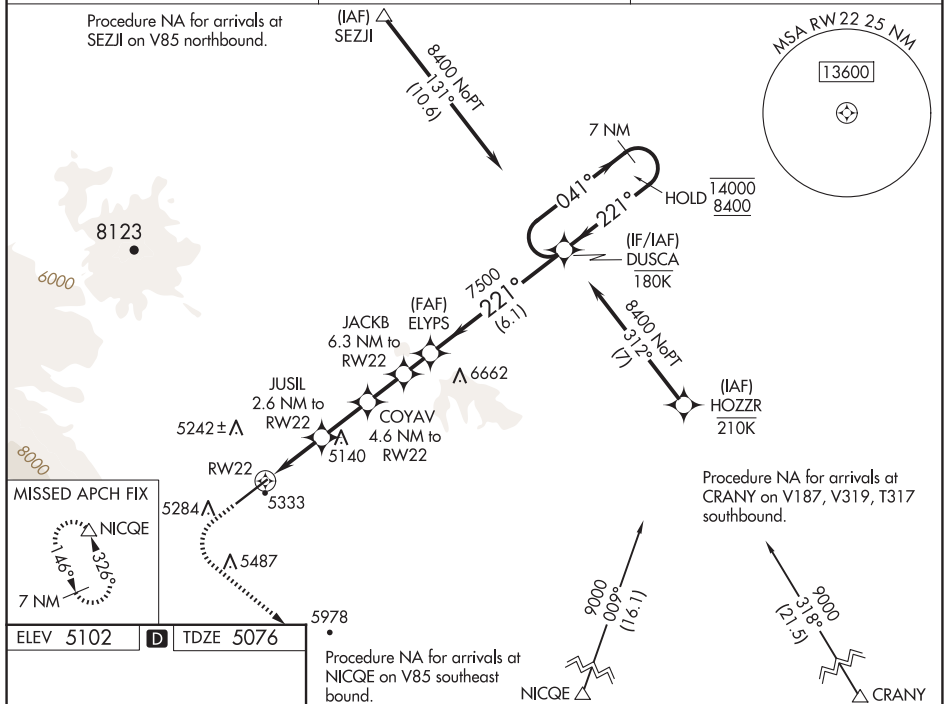 Procedure NA for arrivals at
SEZJI on V85 northbound.
(IAF)
SEZJI
8400 NoPT
131°
(10.6)
MSA RW 22 25 NM
13600
7 NM
041°
221°
HOLD 14000
8400
(IF/IAF)
DUSCA
180K
8123
6000
7500
221°
(6.1)
(FAF)
ELYPS
JACKB
6.3 NM to
RW22
6662
8400 NoPT
312°
(7)
(IAF)
HOZZR
210K
JUSIL
2.6 NM to
RW22
COYAV
4.6 NM to
RW22
5242±
5140
8000
RW22
5333
5284
5487
MISSED APCH FIX
NICQE
146°
326°
7 NM
Procedure NA for arrivals at
CRANY on V187, V319, T317
southbound.
5978
ELEV 5102 D TDZE 5076
Procedure NA for arrivals at
NICQE on V85 southeast
bound.
9000
009°
(16.1)
NICQE
9000
318°
(21.5)
CRANY